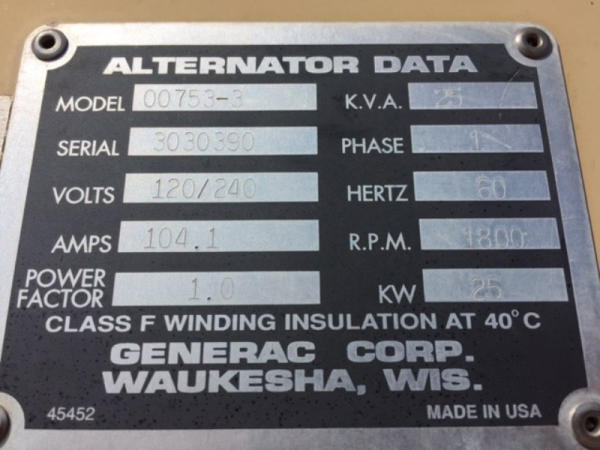 ALTERNATOR DATA
MODEL 00753-3 K.V.A. 25
SERIAL 3030390 PHASE 1
VOLTS 120/240 HERTZ 60
AMPS 104.1 R.P.M. 1800
POWER FACTOR 1.0 KW 25
CLASS F WINDING INSULATION AT 40°C
GENERAC CORP.
WAUKESHA, WIS.
45452 MADE IN USA